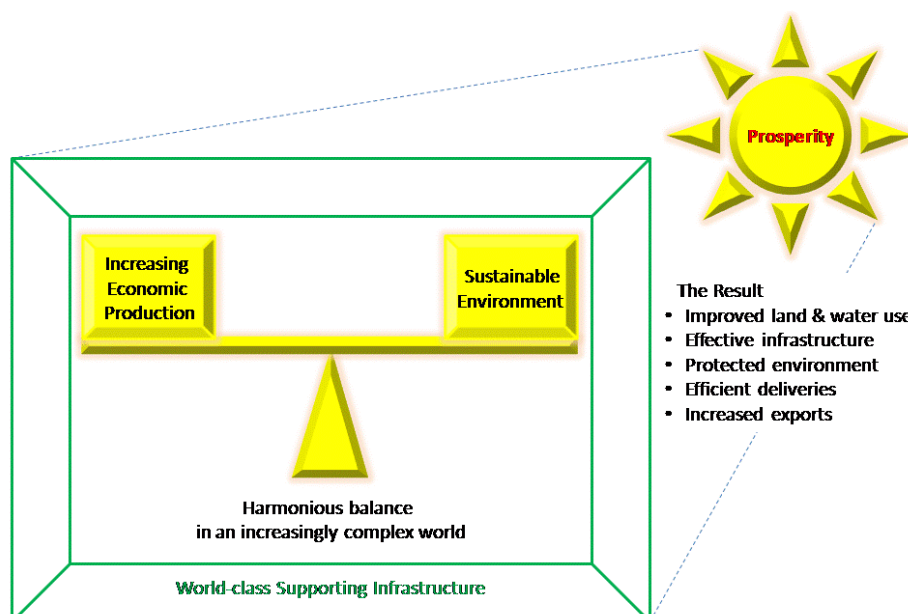 Prosperity
Increasing
Economic
Production
Sustainable
Environment
Harmonious balance
in an increasingly complex world
World-class Supporting Infrastructure
The Result
• Improved land & water use
• Effective infrastructure
• Protected environment
• Efficient deliveries
• Increased exports